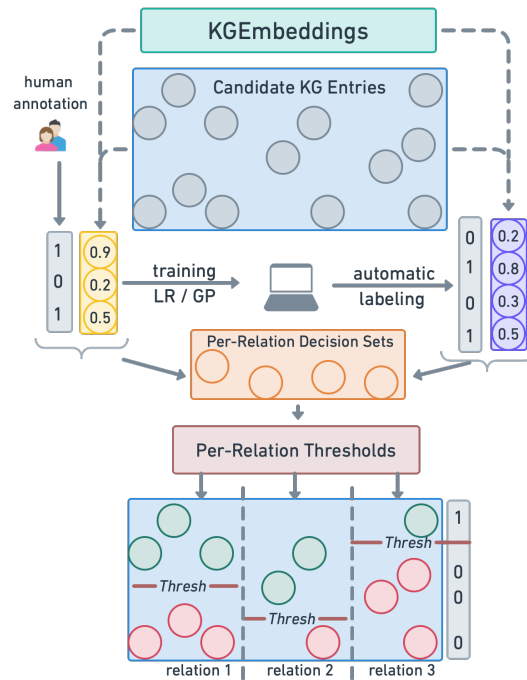 KGEmbeddings
human
annotation
Candidate KG Entries
1
0
1
0.9
0.2
0.5
training
LR / GP
automatic
labeling
0
1
0
1
0.2
0.8
0.3
0.5
Per-Relation Decision Sets
Per-Relation Thresholds
Thresh
Thresh
Thresh
1
0
0
0
relation 1
relation 2
relation 3